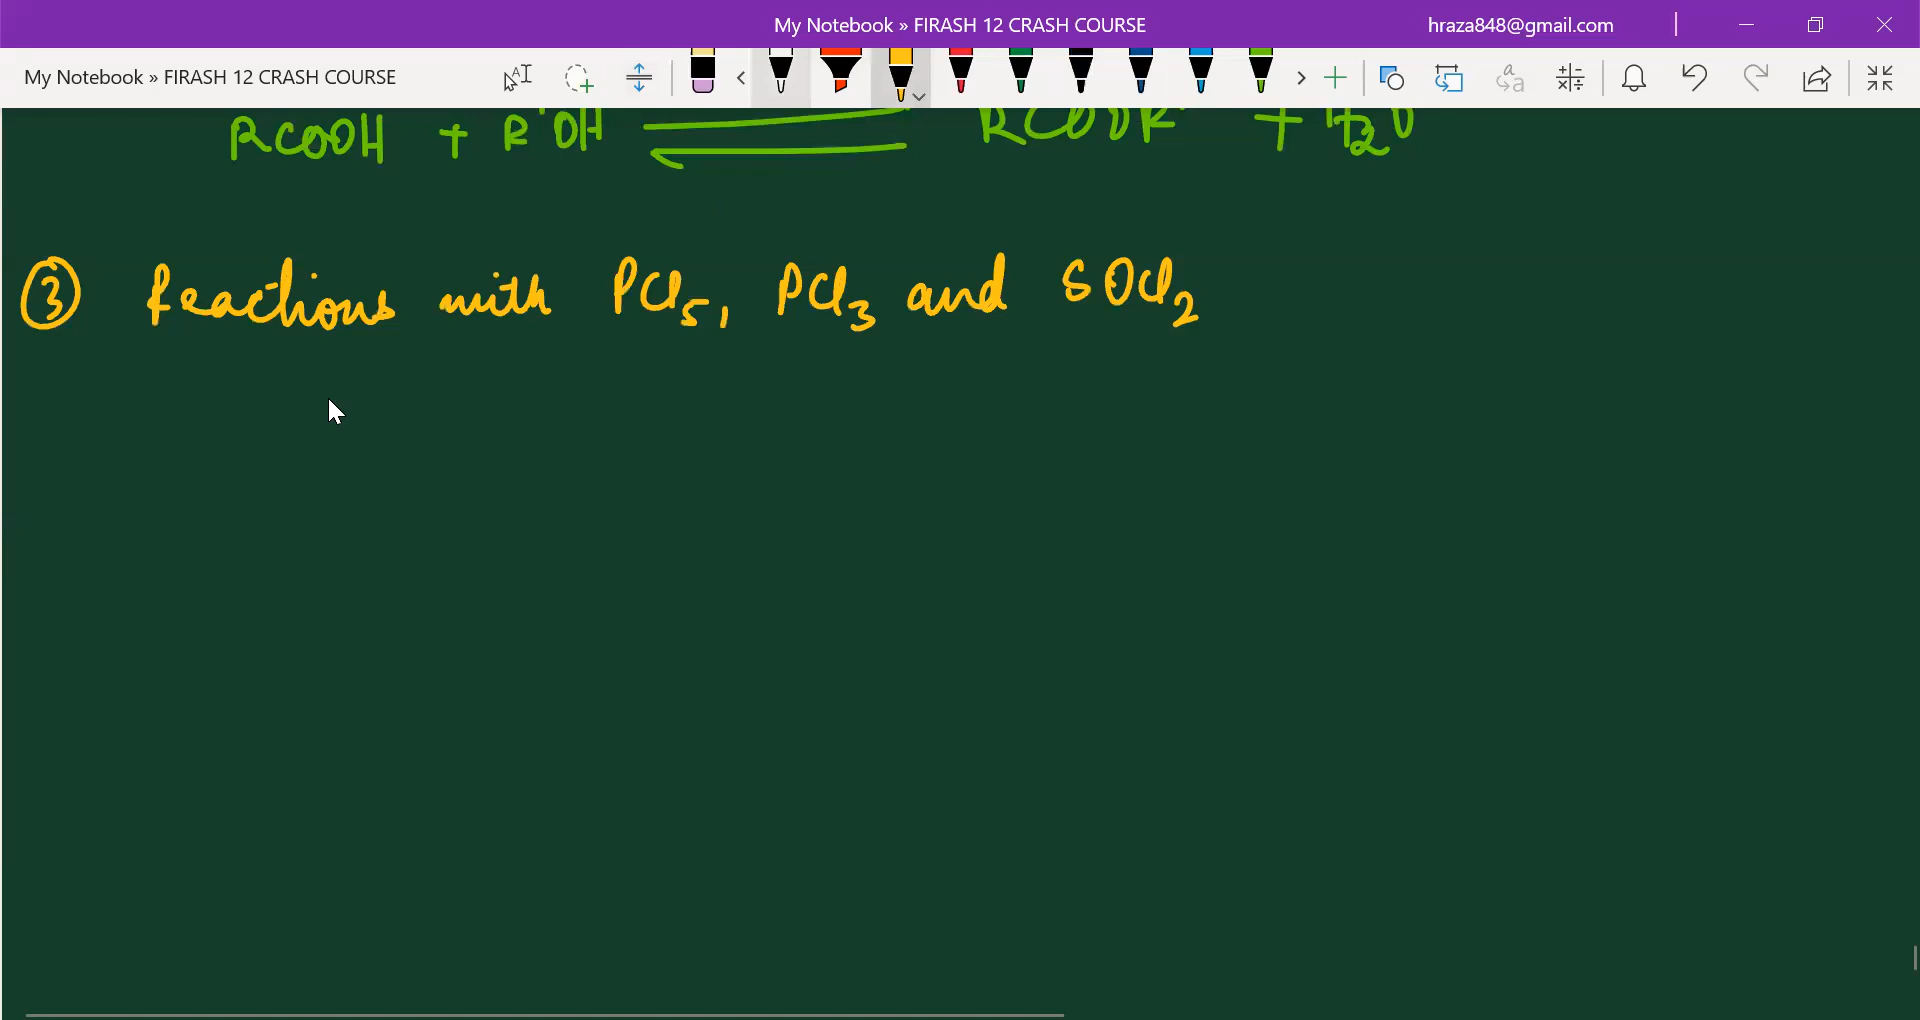 My Notebook » FIRASH 12 CRASH COURSE
hraza848@gmail.com
My Notebook » FIRASH 12 CRASH COURSE
RCOOH + R'OH ⇌ RCOOR' + H2O
③ Reactions with PCl5, PCl3 and SOCl2